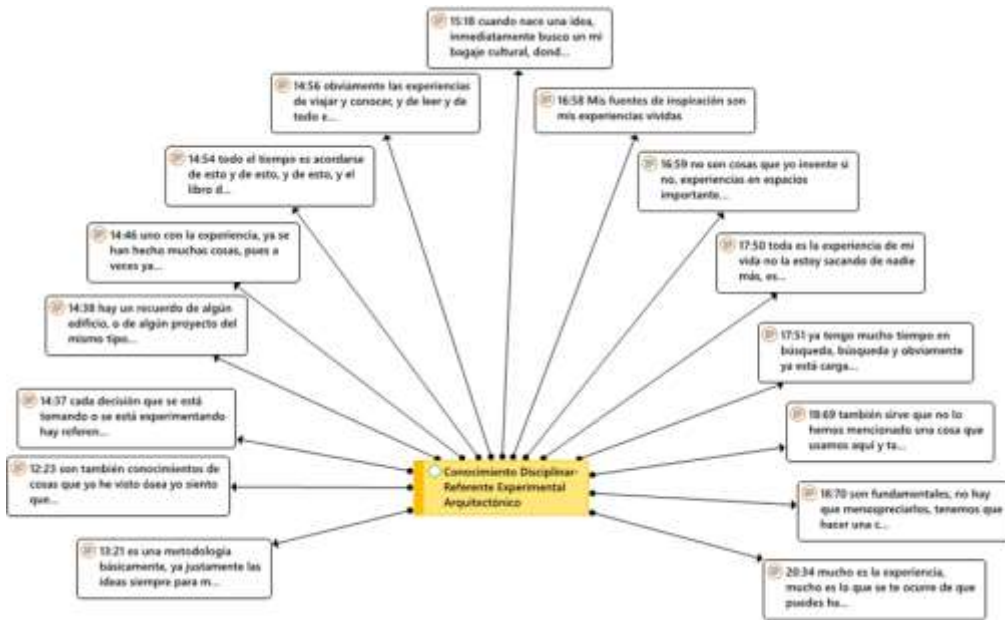 15:18 cuando nace una idea,
inmediatamente busco un mi
bagaje cultural, dond...
14:56 obviamente las experiencias
de viajar y conocer, y de leer y de
todo e...
16:58 Mis fuentes de inspiración son
mis experiencias vividas
14:54 todo el tiempo es acordarse
de esto y de esto, y de esto, y el
libro d...
16:59 no son cosas que yo invente si
no, experiencias en espacios
importante...
14:46 uno con la experiencia, ya se
han hecho muchas cosas, pues a
veces ya...
17:50 toda es la experiencia de mi
vida no la estoy sacando de nadie
más, es...
14:38 hay un recuerdo de algún
edificio, o de algún proyecto del
mismo tipo...
17:51 ya tengo mucho tiempo en
búsqueda, búsqueda y obviamente
ya está carga...
14:37 cada decisión que se está
tomando o se está experimentando
hay referen...
18:69 también sirve que no lo
hemos mencionado una cosa que
usamos aquí y ta...
12:23 son también conocimientos de
cosas que yo he visto ósea yo siento
que...
Conocimiento Disciplinar-
Referente Experimental
Arquitectónico
18:70 son fundamentales, no hay
que menospreciarlos, tenemos que
hacer una c...
13:21 es una metodología
básicamente, ya justamente las
ideas siempre para m...
20:34 mucho es la experiencia,
mucho es lo que se te ocurre de que
puedes ha...